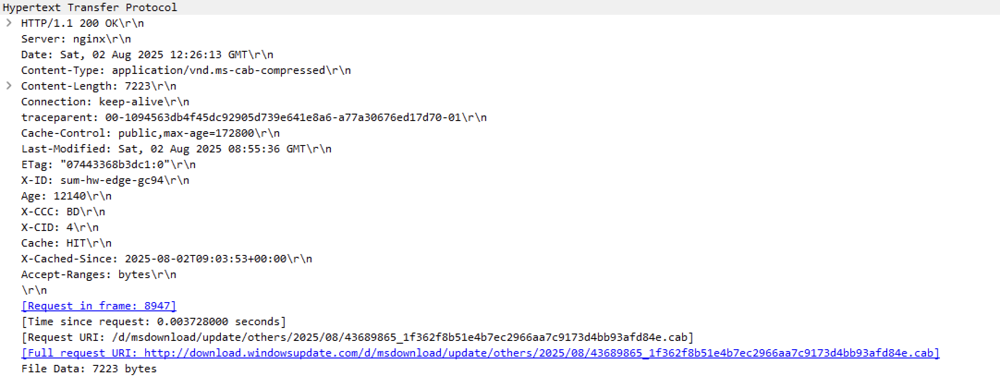 Hypertext Transfer Protocol
HTTP/1.1 200 OK\r\n
Server: nginx\r\n
Date: Sat, 02 Aug 2025 12:26:13 GMT\r\n
Content-Type: application/vnd.ms-cab-compressed\r\n
Content-Length: 7223\r\n
Connection: keep-alive\r\n
traceparent: 00-1094563db4f45dc92905d739e641e8a6-a77a30676ed17d70-01\r\n
Cache-Control: public,max-age=172800\r\n
Last-Modified: Sat, 02 Aug 2025 08:55:36 GMT\r\n
ETag: "07443368b3dc1:0"\r\n
X-ID: sum-hw-edge-gc94\r\n
Age: 12140\r\n
X-CCC: BD\r\n
X-CID: 4\r\n
Cache: HIT\r\n
X-Cached-Since: 2025-08-02T09:03:53+00:00\r\n
Accept-Ranges: bytes\r\n
\r\n
[Request in frame: 8947]
[Time since request: 0.003728000 seconds]
[Request URI: /d/msdownload/update/others/2025/08/43689865_1f362f8b51e4b7ec2966aa7c9173d4bb93afd84e.cab]
[Full request URI: http://download.windowsupdate.com/d/msdownload/update/others/2025/08/43689865_1f362f8b51e4b7ec2966aa7c9173d4bb93afd84e.cab]
File Data: 7223 bytes